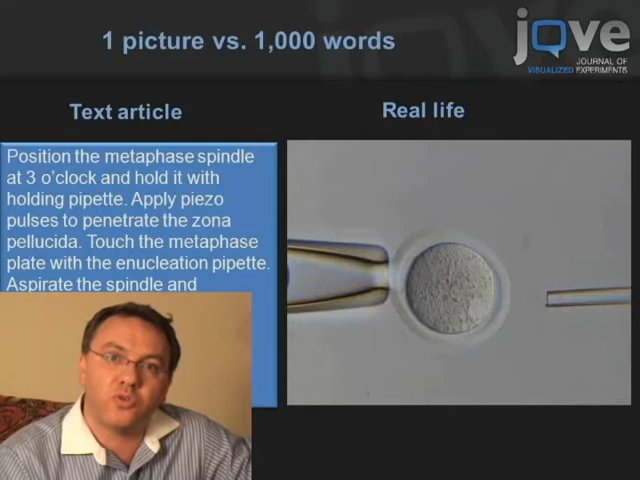 1 picture vs. 1,000 words
jove
JOURNAL OF
VISUALIZED EXPERIMENTS
Text article
Real life
Position the metaphase spindle
at 3 o'clock and hold it with
holding pipette. Apply piezo
pulses to penetrate the zona
pellucida. Touch the metaphase
plate with the enucleation pipette.
Aspirate the spindle and